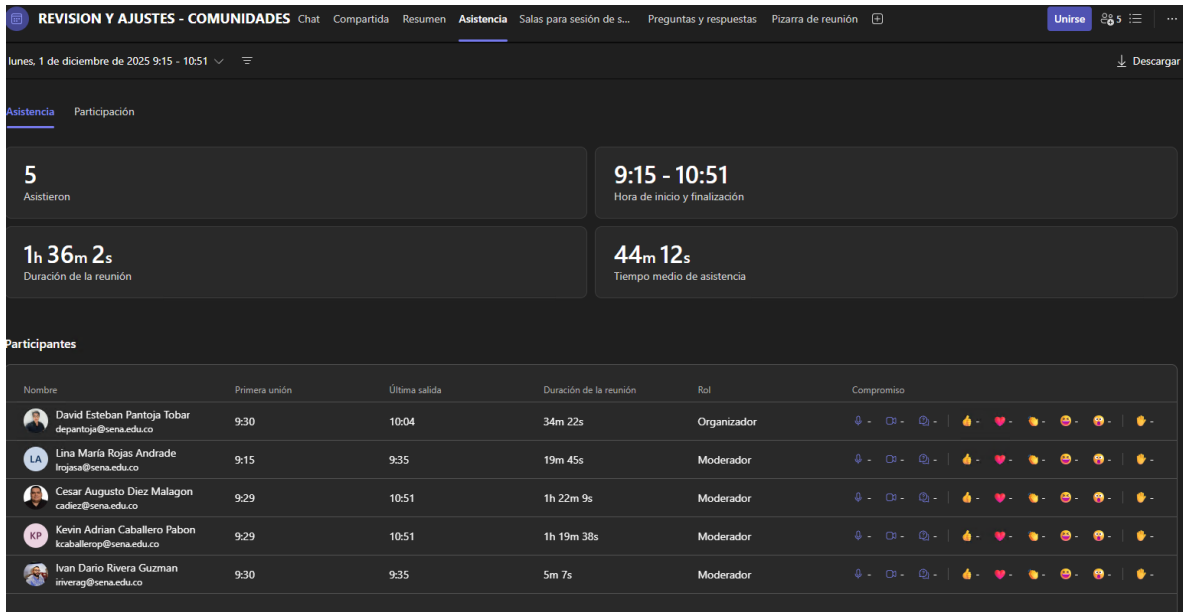 REVISION Y AJUSTES - COMUNIDADES Chat Compartida Resumen Asistencia Salas para sesión de s... Preguntas y respuestas Pizarra de reunión Unirse 5 ...
lunes, 1 de diciembre de 2025 9:15 - 10:51 Descargar
Asistencia Participación
5 9:15 - 10:51
Asistieron Hora de inicio y finalización
1h 36m 2s 44m 12s
Duración de la reunión Tiempo medio de asistencia
Participantes
Nombre Primera unión Última salida Duración de la reunión Rol Compromiso
David Esteban Pantoja Tobar
depantoja@sena.edu.co 9:30 10:04 34m 22s Organizador - - - - - - - - -
LA Lina María Rojas Andrade
lrojasa@sena.edu.co 9:15 9:35 19m 45s Moderador - - - - - - - - -
Cesar Augusto Diez Malagon
cadiez@sena.edu.co 9:29 10:51 1h 22m 9s Moderador - - - - - - - - -
KP Kevin Adrian Caballero Pabon
kcaballerop@sena.edu.co 9:29 10:51 1h 19m 38s Moderador - - - - - - - - -
Ivan Dario Rivera Guzman
iriverag@sena.edu.co 9:30 9:35 5m 7s Moderador - - - - - - - - -